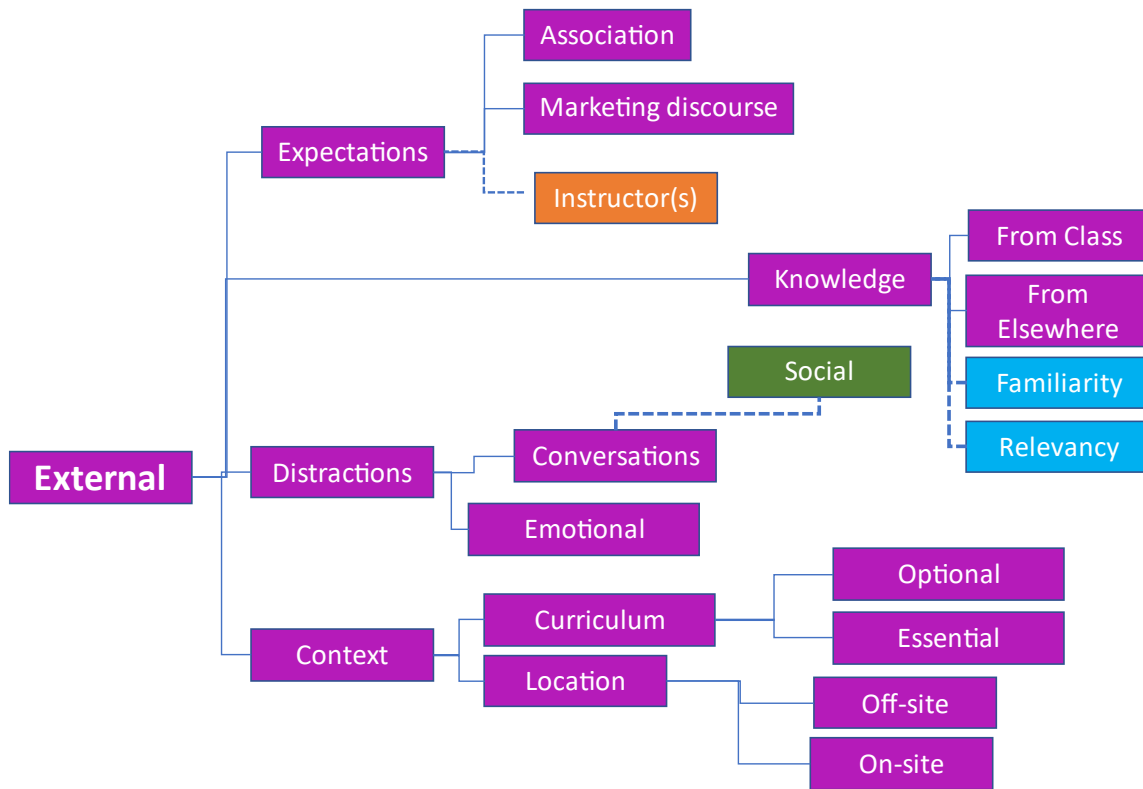 Association
Marketing discourse
Expectations
Instructor(s)
From Class
Knowledge
From
Elsewhere
Social
Familiarity
Relevancy
External
Distractions
Conversations
Emotional
Optional
Curriculum
Essential
Context
Location
Off-site
On-site